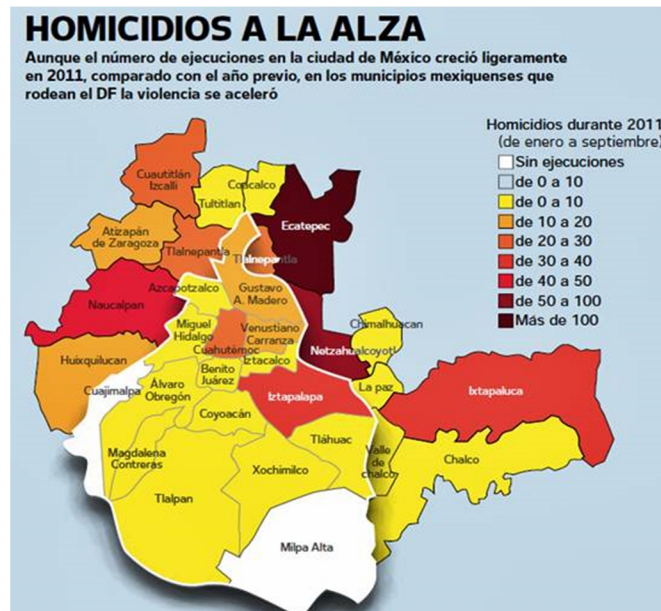 HOMICIDIOS A LA ALZA
Aunque el número de ejecuciones en la ciudad de México creció ligeramente
en 2011, comparado con el año previo, en los municipios mexiquenses que
rodean el DF la violencia se aceleró
Homicidios durante 2011
(de enero a septiembre)
Sin ejecuciones
de 0 a 10
de 0 a 10
de 10 a 20
de 20 a 30
de 30 a 40
de 40 a 50
de 50 a 100
Más de 100
Cuautitlán
Izcalli
Coacalco
Tultitlan
Ecatepec
Atizapán
de Zaragoza
Tlalnepantla
Tlalnepantla
Naucalpan
Azcapotzalco
Gustavo
A. Madero
Miguel
Hidalgo
Venustiano
Carranza
Cuahutémoc
Chimalhuacan
Netzahualcoyotl
Huixquilucan
Iztacalco
Benito
Juárez
Cuajimalpa
Álvaro
Obregón
La paz
Ixtapaluca
Iztapalapa
Coyoacán
Tláhuac
Magdalena
Contreras
Valle
de
chalco
Chalco
Xochimilco
Tlalpan
Milpa Alta